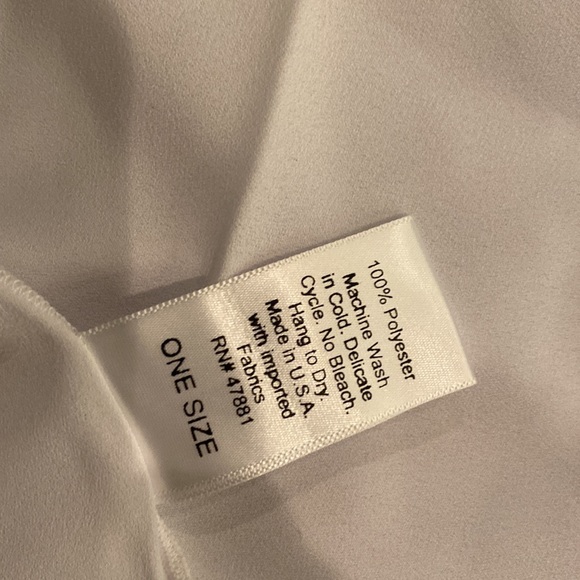 100% Polyester
Machine Wash
in Cold. Delicate
Cycle. No Bleach.
Hang to Dry.
Made in U.S.A.
with imported
Fabrics
RN# 47881
ONE SIZE